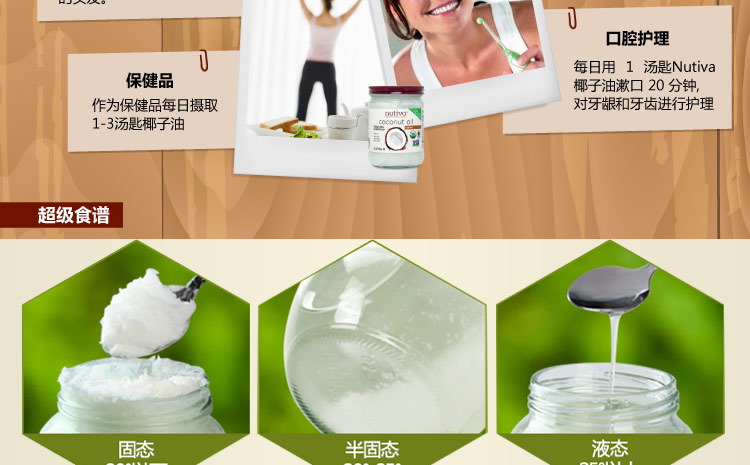 保健品
作为保健品每日摄取
1-3汤匙椰子油
口腔护理
每日用 1 汤匙Nutiva
椰子油漱口 20 分钟,
对牙龈和牙齿进行护理
nutiva
coconut oil
超级食谱
固态
半固态
液态